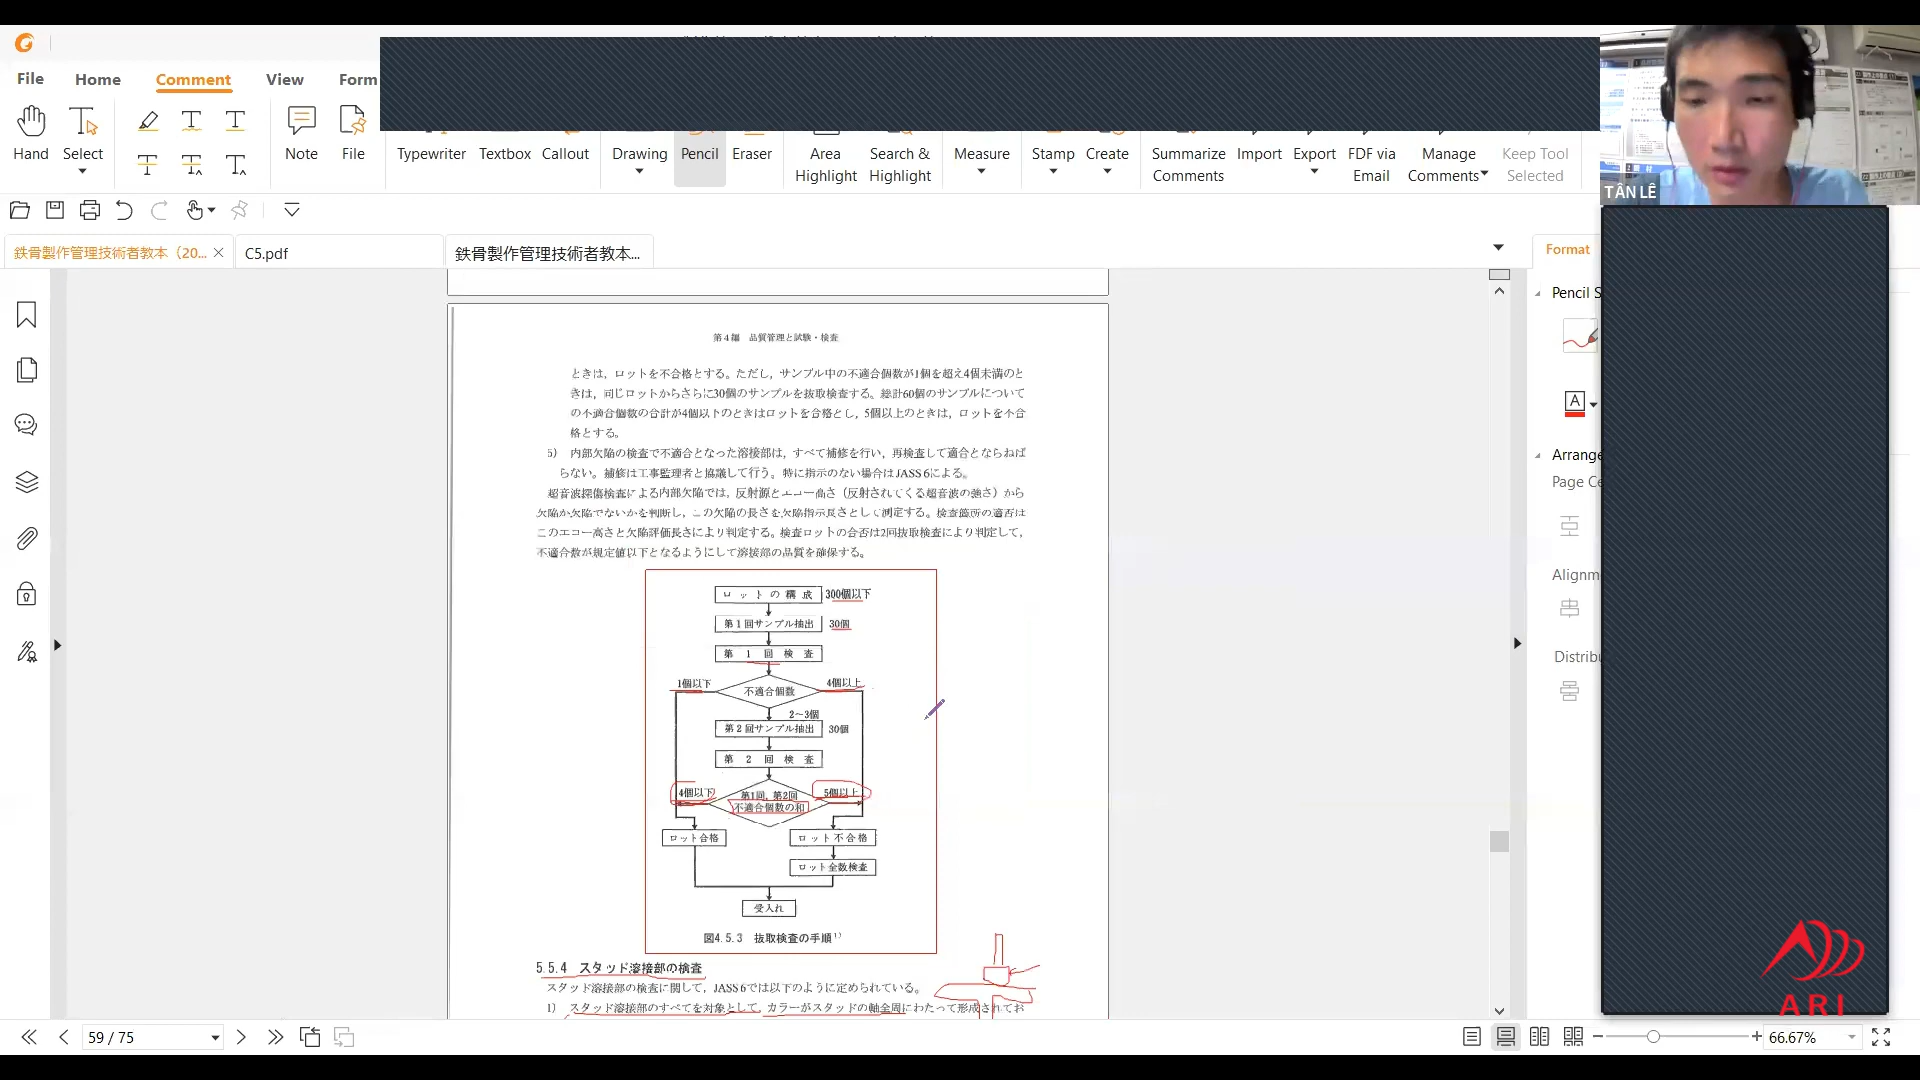 File Home Comment View Form
Hand Select Note File Typewriter Textbox Callout Drawing Pencil Eraser Area Highlight Search & Highlight Measure Stamp Create Summarize Comments Import Export FDF via Email Manage Comments Keep Tool Selected
TÂN LÊ
鉄骨製作管理技術者教本（20... C5.pdf 鉄骨製作管理技術者教本...
Format
Pencil S
Arrange
Page Ce
Alignm
Distribu
第4編　品質管理と試験・検査
ときは，ロットを不合格とする。ただし，サンプル中の不適合個数が1個を超え4個未満のと
きは，同じロットからさらに30個のサンプルを抜取検査する。総計60個のサンプルについて
の不適合個数の合計が4個以下のときはロットを合格とし，5個以上のときは，ロットを不合
格とする。
5） 内部欠陥の検査で不適合となった溶接部は，すべて補修を行い，再検査して適合とならねば
らない。補修は工事監理者と協議して行う。特に指示のない場合はJASS 6による。
超音波探傷検査による内部欠陥では，反射源とエコー高さ（反射されてくる超音波の強さ）から
欠陥か欠陥でないかを判断し，この欠陥の長さを欠陥指示長さとして測定する。検査箇所の適否は
このエコー高さと欠陥評価長さにより判定する。検査ロットの合否は2回抜取検査により判定して，
不適合数が規定値以下となるようにして溶接部の品質を確保する。
ロットの構成 300個以下
第1回サンプル抽出 30個
第1回検査
1個以下 不適合個数 4個以上
2～3個
第2回サンプル抽出 30個
第2回検査
4個以下 第1回，第2回 5個以上
不適合個数の和
ロット合格 ロット不合格
ロット全数検査
受入れ
図4.5.3　抜取検査の手順1)
5.5.4　スタッド溶接部の検査
スタッド溶接部の検査に関して，JASS 6では以下のように定められている。
1） スタッド溶接部のすべてを対象として，カラーがスタッドの軸全周にわたって形成されてお
ARI
59 / 75 66.67%